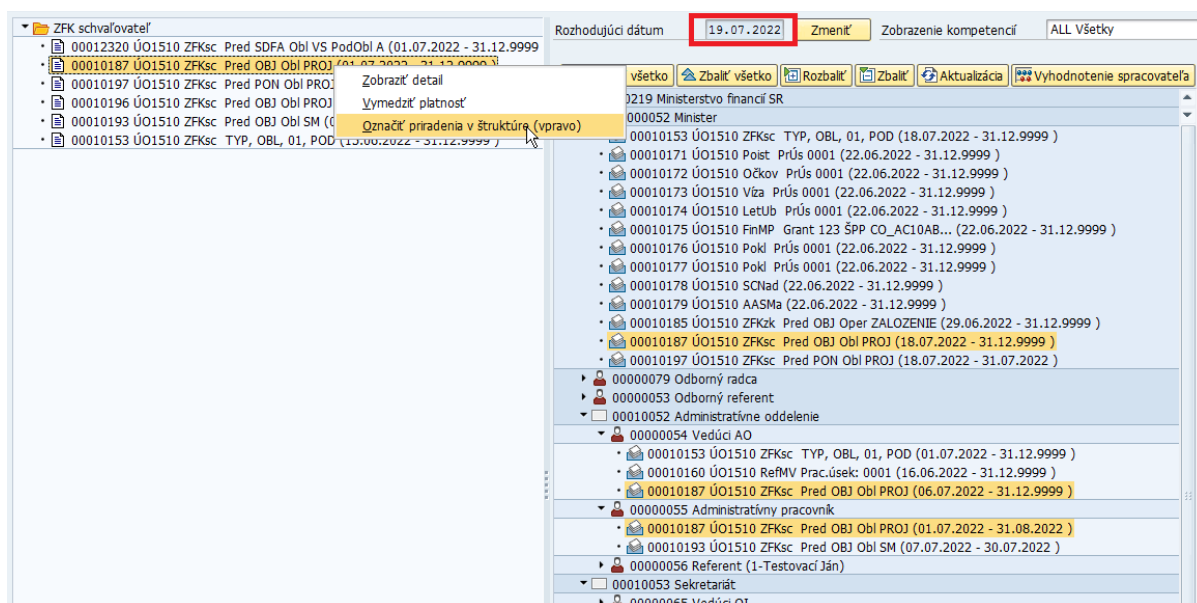 ZFK schvaľovateľ
00012320 ÚO1510 ZFKsc Pred SDFA Obl VS PodObl A (01.07.2022 - 31.12.9999
00010187 ÚO1510 ZFKsc Pred OBJ Obl PROJ (01.07.2022 - 31.12.9999 )
00010197 ÚO1510 ZFKsc Pred PON Obl PROJ
00010196 ÚO1510 ZFKsc Pred OBJ Obl PROJ
00010193 ÚO1510 ZFKsc Pred OBJ Obl SM (0
00010153 ÚO1510 ZFKsc TYP, OBL, 01, POD (15.06.2022 - 31.12.9999 )
Zobraziť detail
Vymedziť platnosť
Označiť priradenia v štruktúre (vpravo)
Rozhodujúci dátum 19.07.2022 Zmeniť Zobrazenie kompetencií ALL Všetky
všetko Zbaliť všetko Rozbaliť Zbaliť Aktualizácia Vyhodnotenie spracovateľa
0219 Ministerstvo financií SR
000052 Minister
00010153 ÚO1510 ZFKsc TYP, OBL, 01, POD (18.07.2022 - 31.12.9999 )
00010171 ÚO1510 Poist PrÚs 0001 (22.06.2022 - 31.12.9999 )
00010172 ÚO1510 Očkov PrÚs 0001 (22.06.2022 - 31.12.9999 )
00010173 ÚO1510 Víza PrÚs 0001 (22.06.2022 - 31.12.9999 )
00010174 ÚO1510 LetUb PrÚs 0001 (22.06.2022 - 31.12.9999 )
00010175 ÚO1510 FinMP Grant 123 ŠPP CO_AC10AB... (22.06.2022 - 31.12.9999 )
00010176 ÚO1510 Pokl PrÚs 0001 (22.06.2022 - 31.12.9999 )
00010177 ÚO1510 Pokl PrÚs 0001 (22.06.2022 - 31.12.9999 )
00010178 ÚO1510 SCNad (22.06.2022 - 31.12.9999 )
00010179 ÚO1510 AASMa (22.06.2022 - 31.12.9999 )
00010185 ÚO1510 ZFKzk Pred OBJ Oper ZALOZENIE (29.06.2022 - 31.12.9999 )
00010187 ÚO1510 ZFKsc Pred OBJ Obl PROJ (18.07.2022 - 31.12.9999 )
00010197 ÚO1510 ZFKsc Pred PON Obl PROJ (18.07.2022 - 31.07.2022 )
00000079 Odborný radca
00000053 Odborný referent
00010052 Administratívne oddelenie
00000054 Vedúci AO
00010153 ÚO1510 ZFKsc TYP, OBL, 01, POD (01.07.2022 - 31.12.9999 )
00010160 ÚO1510 RefMV Prac.úsek: 0001 (16.06.2022 - 31.12.9999 )
00010187 ÚO1510 ZFKsc Pred OBJ Obl PROJ (06.07.2022 - 31.12.9999 )
00000055 Administratívny pracovník
00010187 ÚO1510 ZFKsc Pred OBJ Obl PROJ (01.07.2022 - 31.08.2022 )
00010193 ÚO1510 ZFKsc Pred OBJ Obl SM (07.07.2022 - 30.07.2022 )
00000056 Referent (1-Testovací Ján)
00010053 Sekretariát
00000065 Vedúci OI